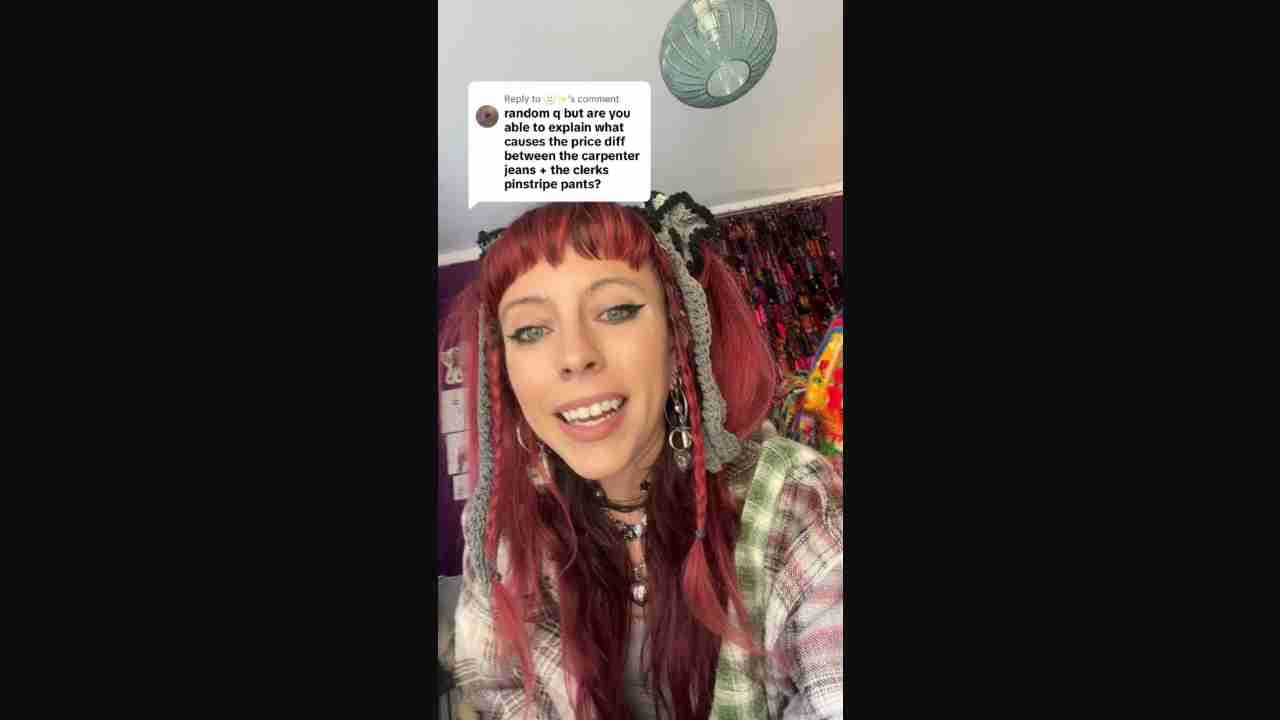 Reply to 🙂✨'s comment
random q but are you
able to explain what
causes the price diff
between the carpenter
jeans + the clerks
pinstripe pants?